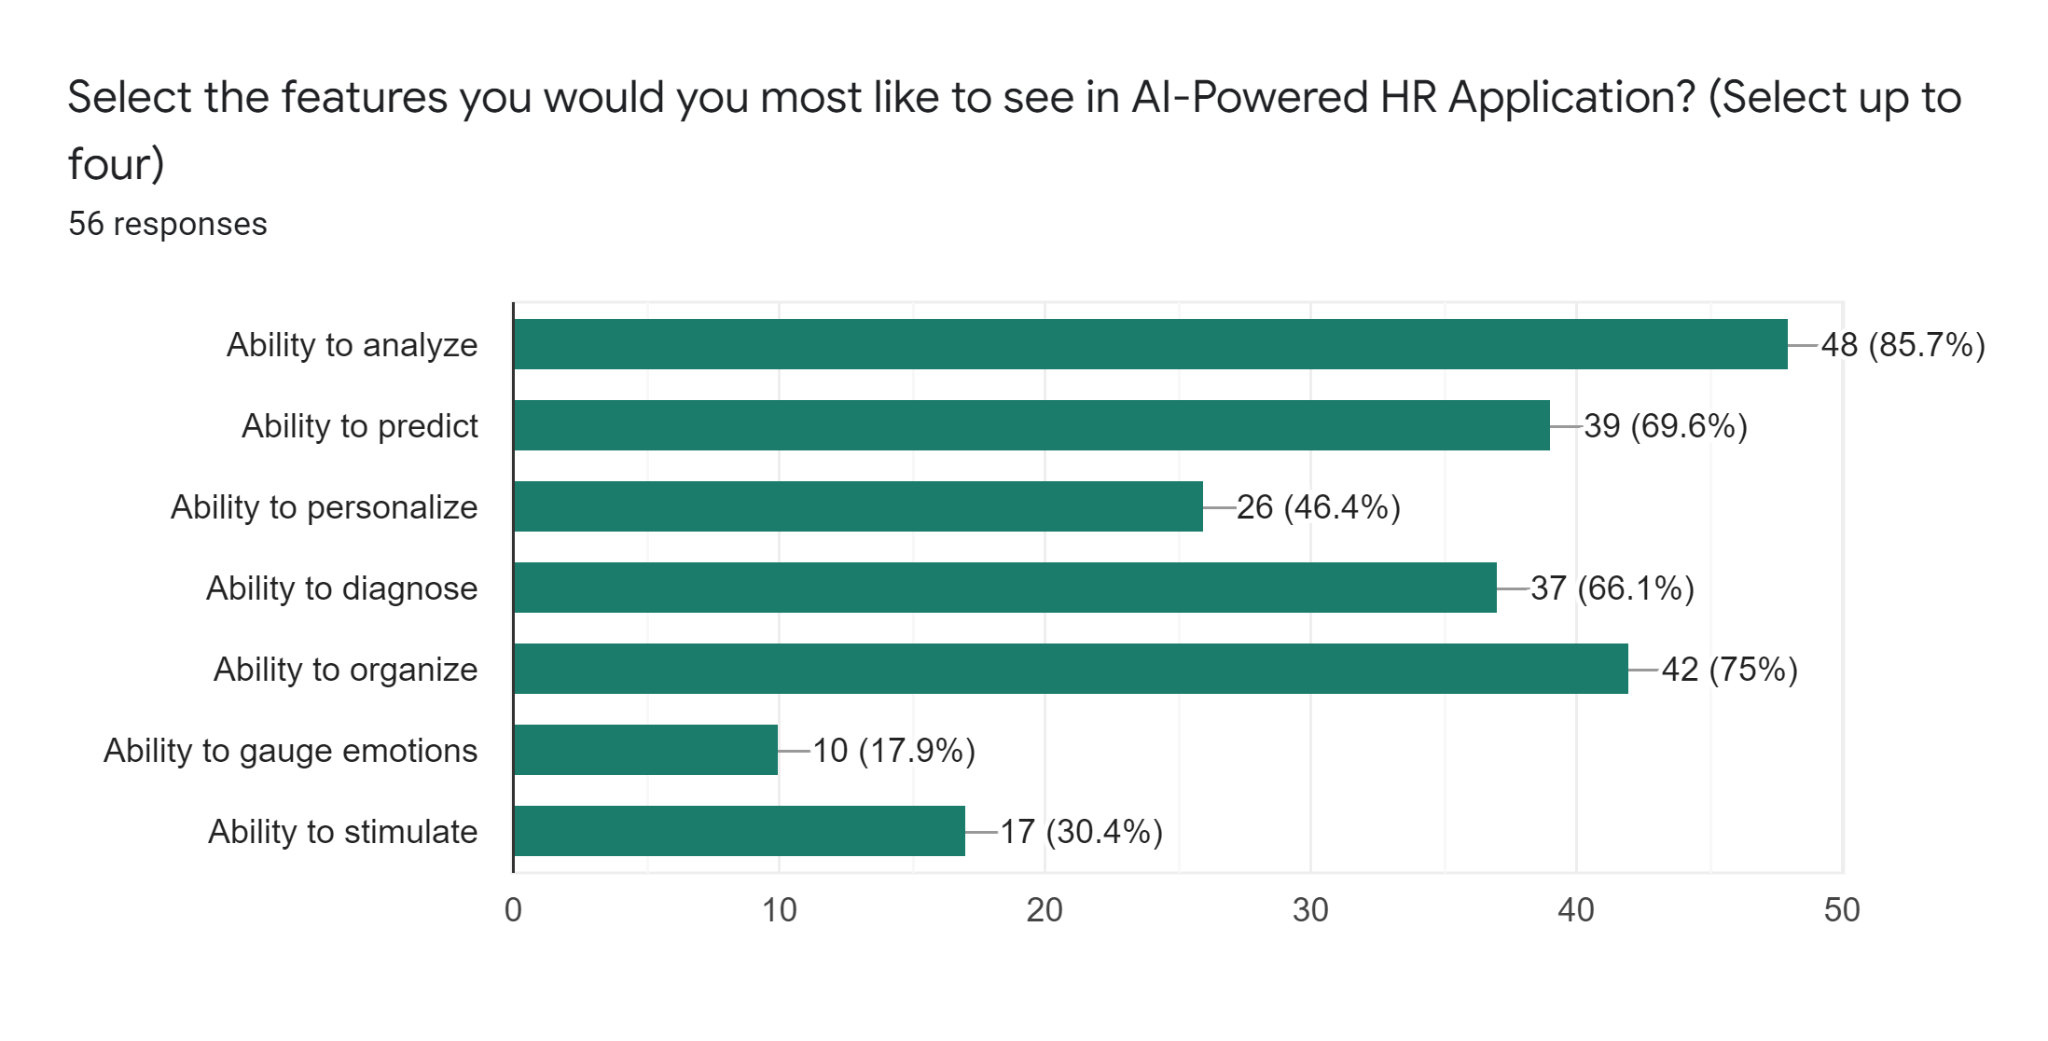 Select the features you would you most like to see in AI-Powered HR Application? (Select up to
four)
56 responses
Ability to analyze 48 (85.7%)
Ability to predict 39 (69.6%)
Ability to personalize 26 (46.4%)
Ability to diagnose 37 (66.1%)
Ability to organize 42 (75%)
Ability to gauge emotions 10 (17.9%)
Ability to stimulate 17 (30.4%)
0 10 20 30 40 50